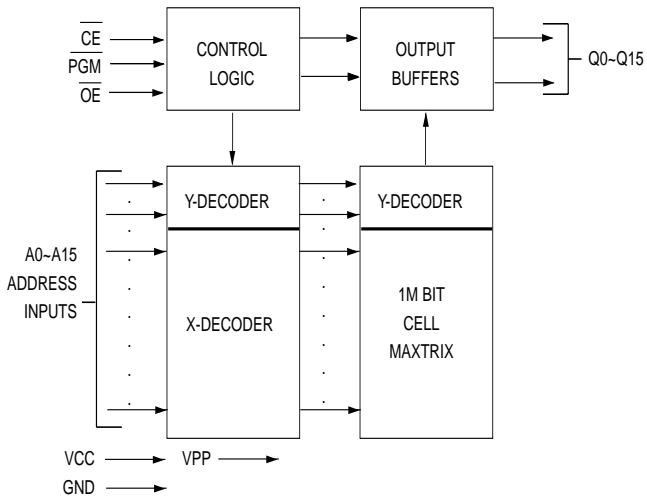 CE
PGM
OE
CONTROL
LOGIC
OUTPUT
BUFFERS
Q0~Q15
A0~A15
ADDRESS
INPUTS
Y-DECODER
X-DECODER
Y-DECODER
1M BIT
CELL
MAXTRIX
VCC
VPP
GND